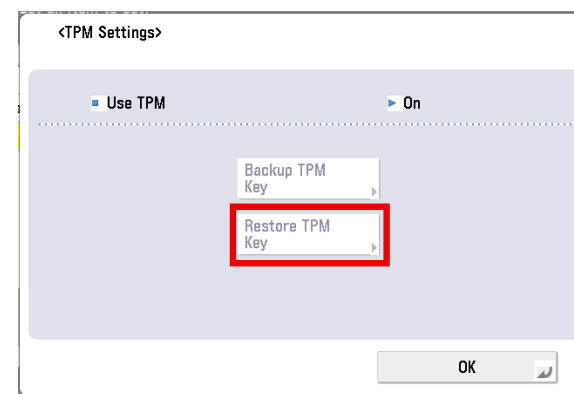 <TPM Settings>
Use TPM
On
Backup TPM
Key
Restore TPM
Key
OK